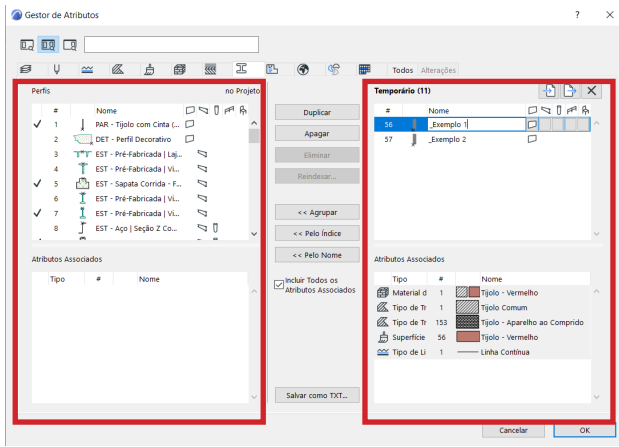 Gestor de Atributos
? ×
Todos Alterações
Perfis no Projeto
# Nome
1 PAR - Tijolo com Cinta (...
2 DET - Perfil Decorativo
3 EST - Pré-Fabricada | Laj...
4 EST - Pré-Fabricada | Vi...
5 EST - Sapata Corrida - F...
6 EST - Pré-Fabricada | Vi...
7 EST - Pré-Fabricada | Vi...
8 EST - Aço | Seção Z Co...
Atributos Associados
Tipo # Nome
Duplicar
Apagar
Eliminar
Reindexar...
<< Agrupar
<< Pelo Índice
<< Pelo Nome
Incluir Todos os
Atributos Associados
Salvar como TXT...
Temporário (11)
# Nome
56 _Exemplo 1
57 _Exemplo 2
Atributos Associados
Tipo # Nome
Material d 1 Tijolo - Vermelho
Tipo de Tr 1 Tijolo Comum
Tipo de Tr 153 Tijolo - Aparelho ao Comprido
Superfície 56 Tijolo - Vermelho
Tipo de Li 1 Linha Contínua
Cancelar OK